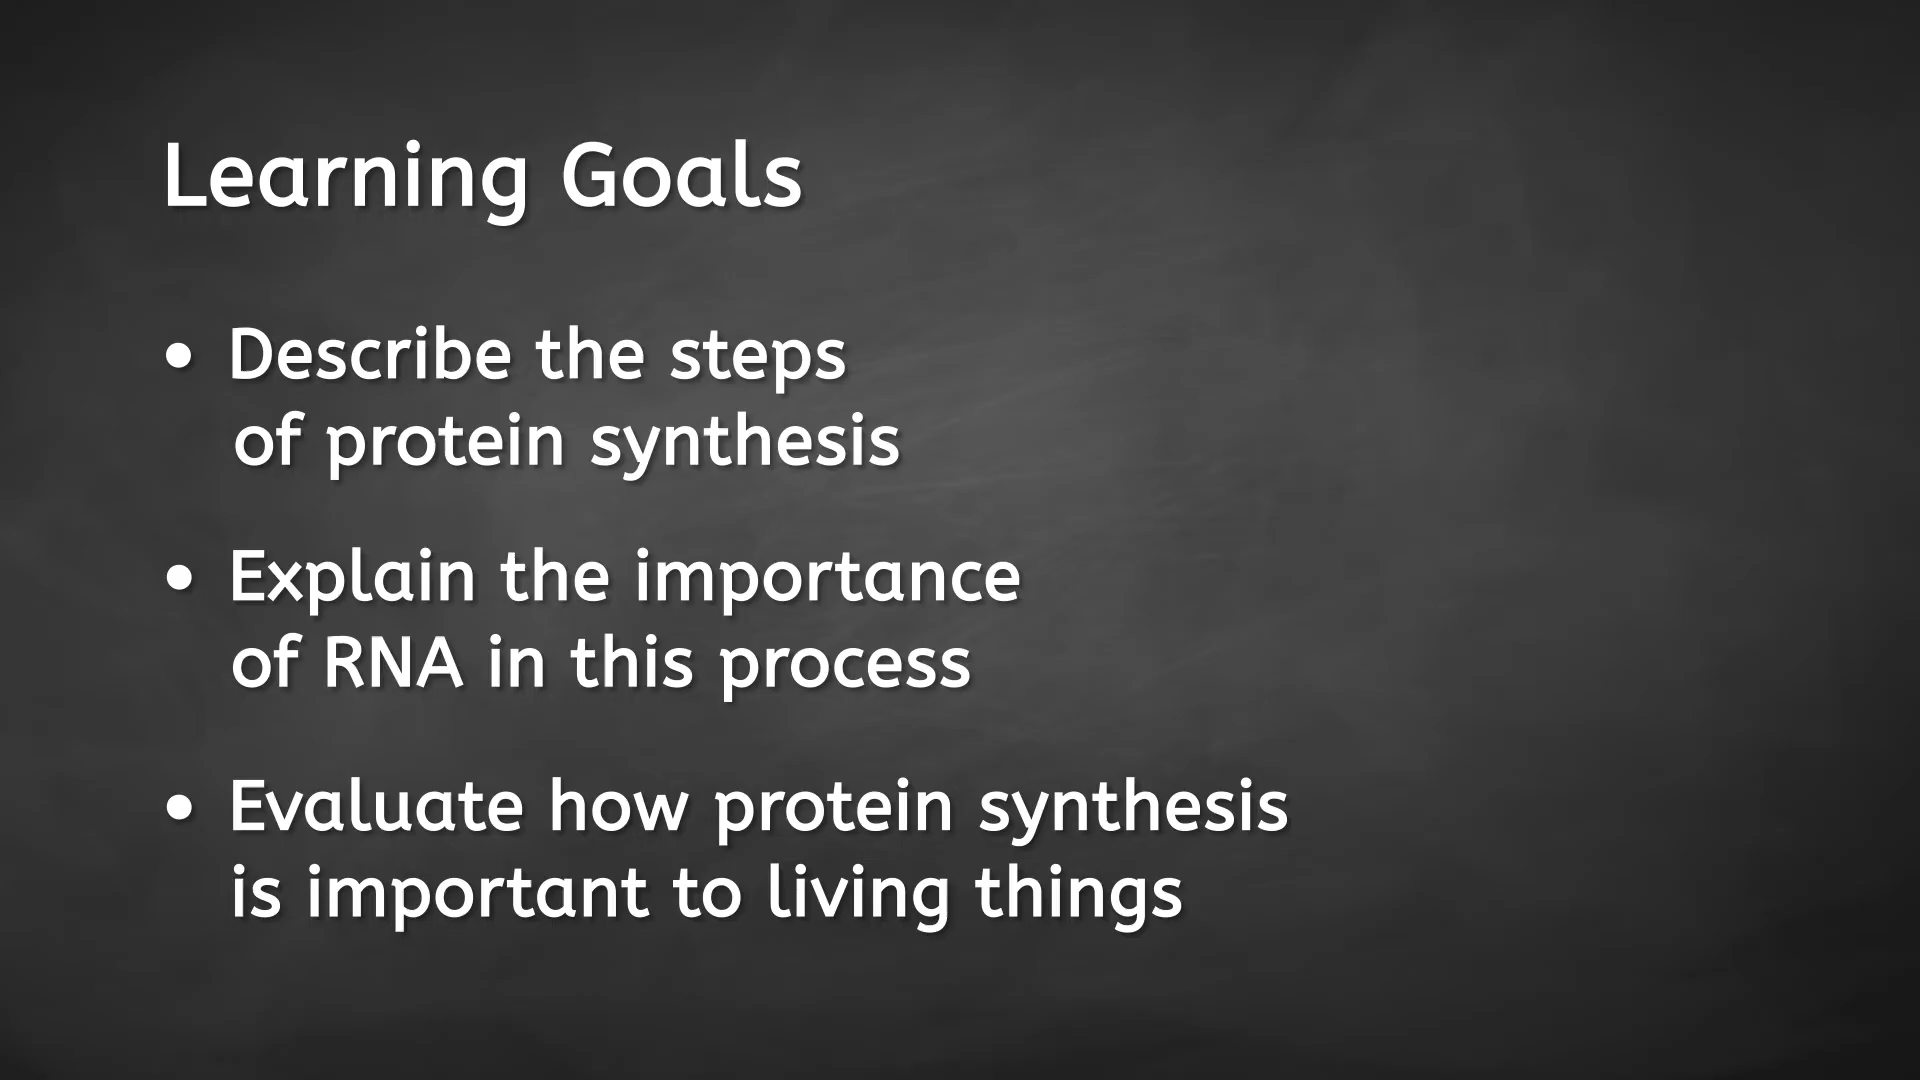 Learning Goals
• Describe the steps
of protein synthesis
• Explain the importance
of RNA in this process
• Evaluate how protein synthesis
is important to living things